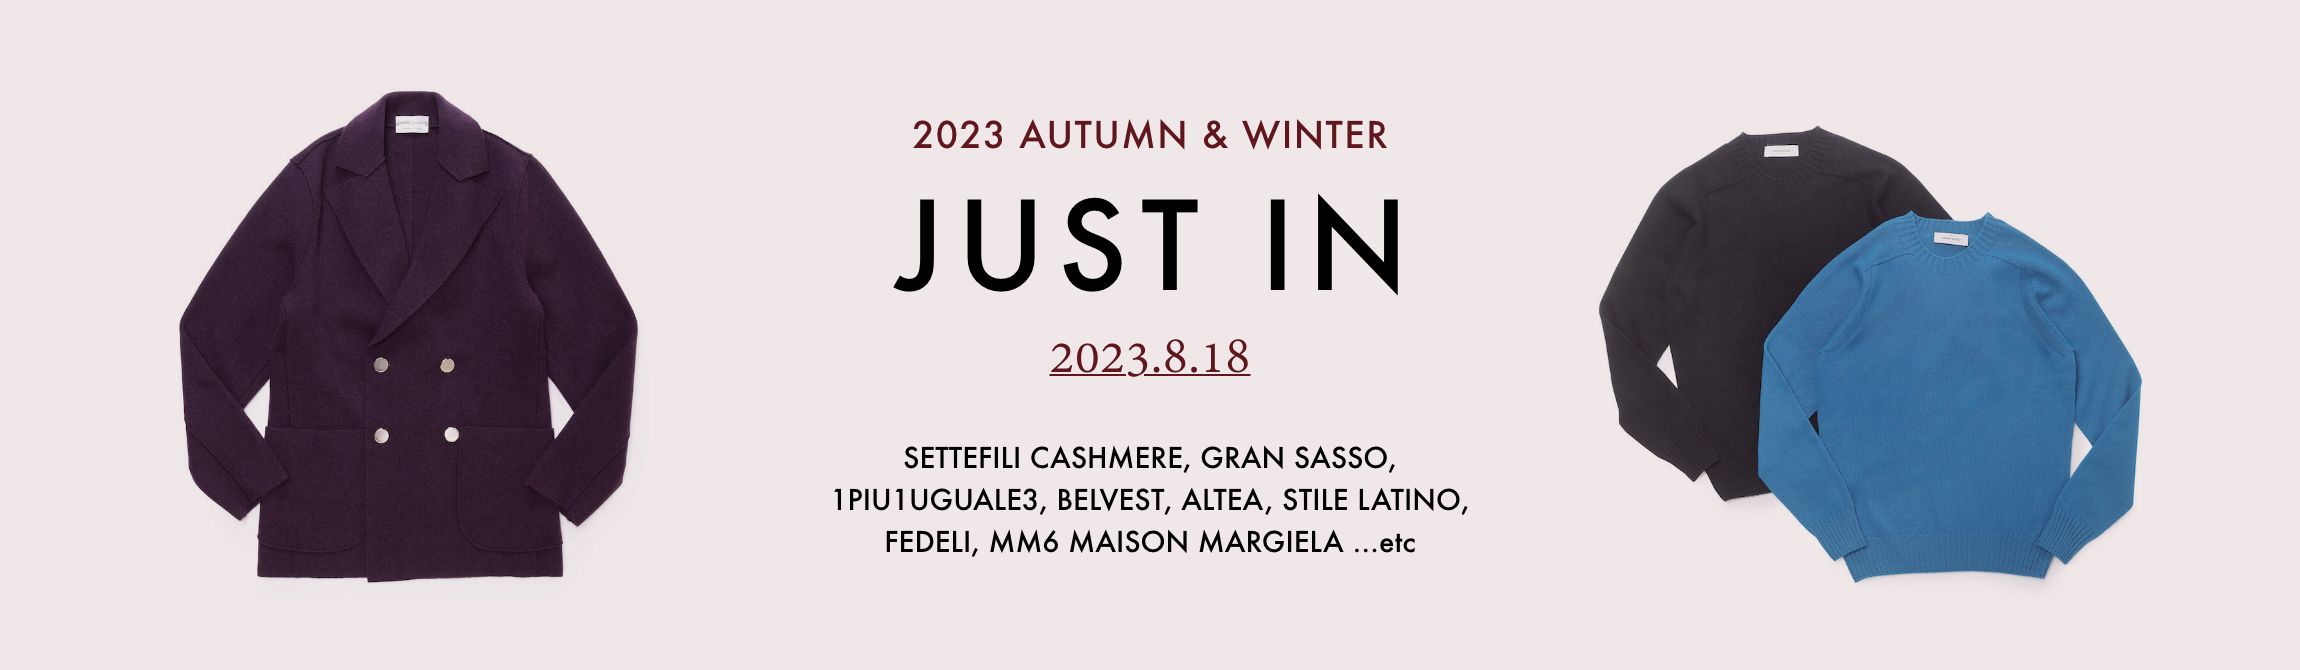 2023 AUTUMN & WINTER
JUST IN
2023.8.18
SETTEFILI CASHMERE, GRAN SASSO,
1PIU1UGUALE3, BELVEST, ALTEA, STILE LATINO,
FEDELI, MM6 MAISON MARGIELA ...etc